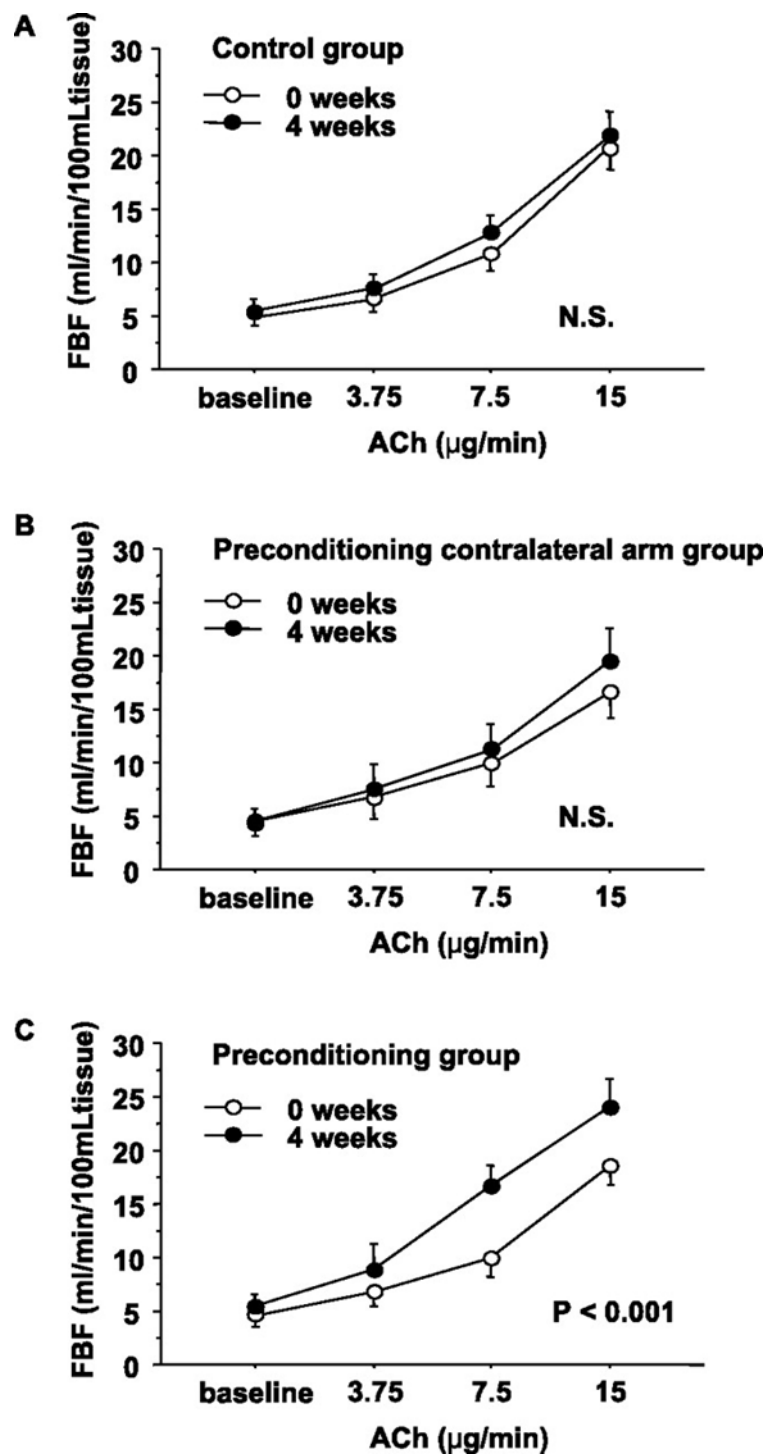 A
Control group
0 weeks
4 weeks
FBF (ml/min/100mLtissue)
30
25
20
15
10
5
0
N.S.
baseline 3.75 7.5 15
ACh (µg/min)
B
Preconditioning contralateral arm group
0 weeks
4 weeks
FBF (ml/min/100mLtissue)
30
25
20
15
10
5
0
N.S.
baseline 3.75 7.5 15
ACh (µg/min)
C
Preconditioning group
0 weeks
4 weeks
FBF (ml/min/100mLtissue)
30
25
20
15
10
5
0
P < 0.001
baseline 3.75 7.5 15
ACh (µg/min)